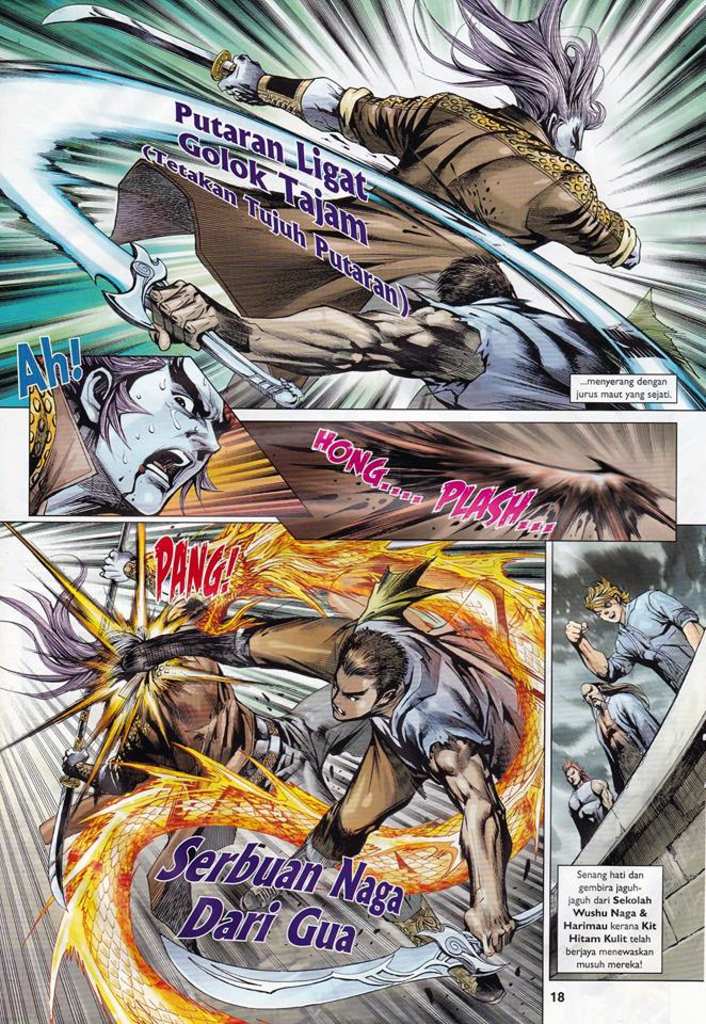 Putaran Ligat
Golok Tajam
(Tetakan Tujuh Putaran)
...menyerang dengan
jurus maut yang sejati.
Ah!
HONG.... PLASH...
PANG!
Serbuan Naga
Dari Gua
Senang hati dan
gembira jaguh-
jaguh dari Sekolah
Wushu Naga &
Harimau kerana Kit
Hitam Kulit telah
berjaya menewaskan
musuh mereka!
18